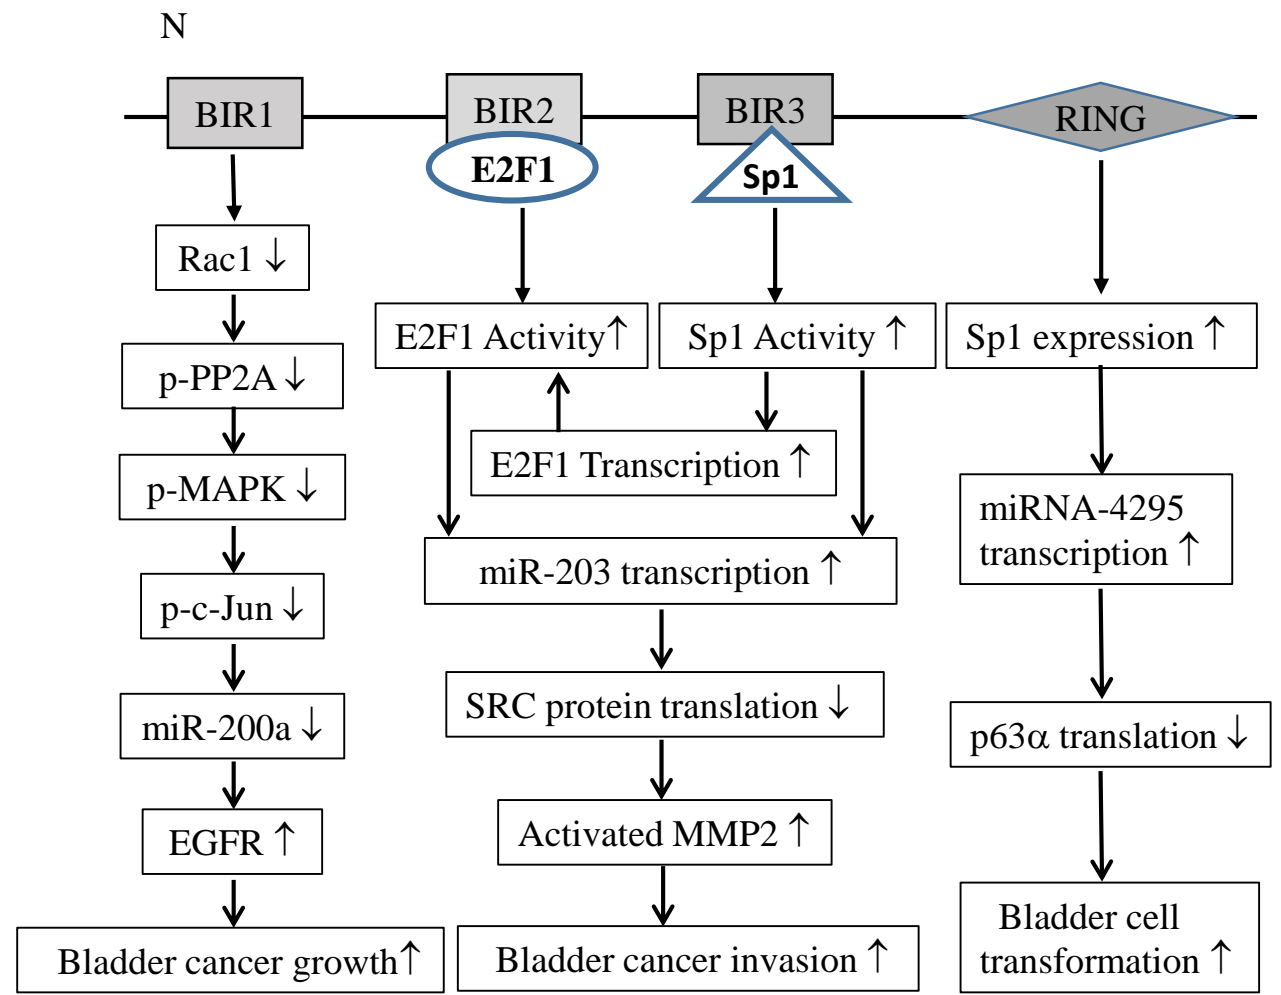 N
BIR1
BIR2
BIR3
RING
E2F1
Sp1
Rac1 ↓
p-PP2A ↓
p-MAPK ↓
p-c-Jun ↓
miR-200a ↓
EGFR ↑
Bladder cancer growth↑
E2F1 Activity↑
Sp1 Activity ↑
E2F1 Transcription ↑
miR-203 transcription ↑
SRC protein translation ↓
Activated MMP2 ↑
Bladder cancer invasion ↑
Sp1 expression ↑
miRNA-4295
transcription ↑
p63α translation ↓
Bladder cell
transformation ↑